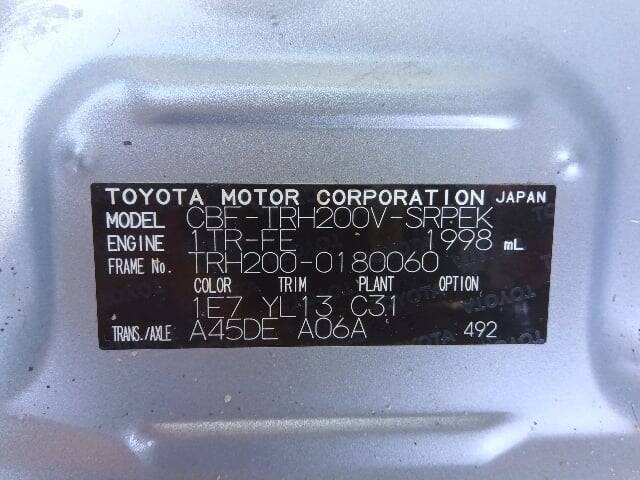 TOYOTA MOTOR CORPORATION JAPAN
MODEL CBF-TRH200V-SRPEK
ENGINE 1TR-FE 1998 mL
FRAME No. TRH200-0180060
COLOR TRIM PLANT OPTION
1E7 YL13 C31
TRANS./AXLE A45DE A06A 492